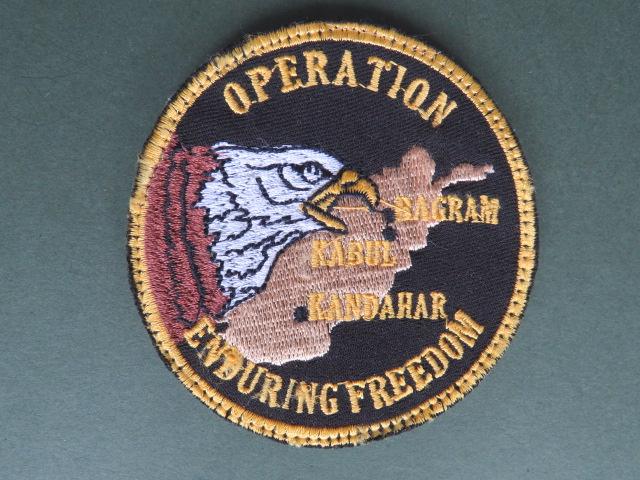 OPERATION
BAGRAM
KABUL
KANDAHAR
ENDURING FREEDOM